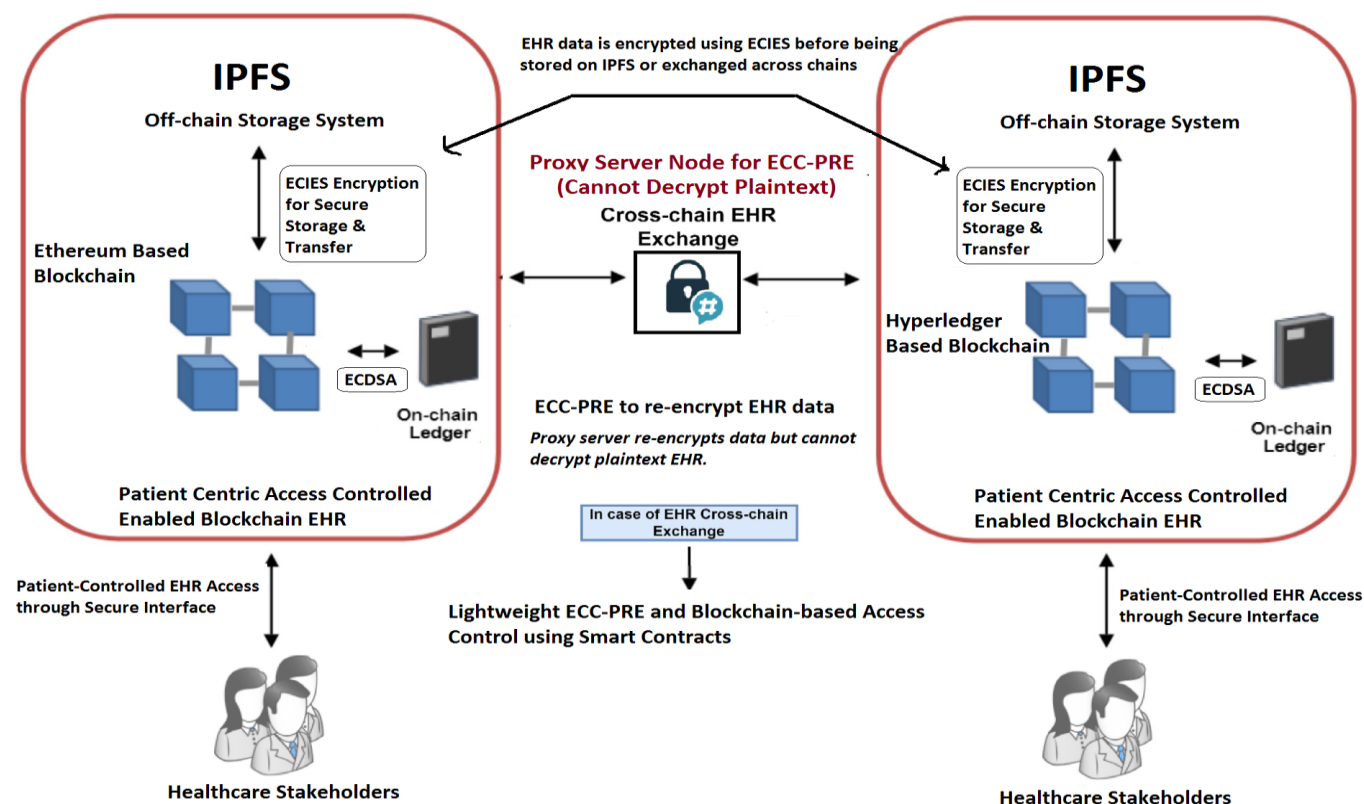 IPFS
Off-chain Storage System
ECIES Encryption
for Secure
Storage &
Transfer
Ethereum Based
Blockchain
ECDSA
On-chain
Ledger
Patient Centric Access Controlled
Enabled Blockchain EHR
Patient-Controlled EHR Access
through Secure Interface
Healthcare Stakeholders
EHR data is encrypted using ECIES before being
stored on IPFS or exchanged across chains
Proxy Server Node for ECC-PRE
(Cannot Decrypt Plaintext)
Cross-chain EHR
Exchange
#
ECC-PRE to re-encrypt EHR data
Proxy server re-encrypts data but cannot
decrypt plaintext EHR.
In case of EHR Cross-chain
Exchange
Lightweight ECC-PRE and Blockchain-based Access
Control using Smart Contracts
IPFS
Off-chain Storage System
ECIES Encryption
for Secure
Storage &
Transfer
Hyperledger
Based Blockchain
ECDSA
On-chain
Ledger
Patient Centric Access Controlled
Enabled Blockchain EHR
Patient-Controlled EHR Access
through Secure Interface
Healthcare Stakeholders